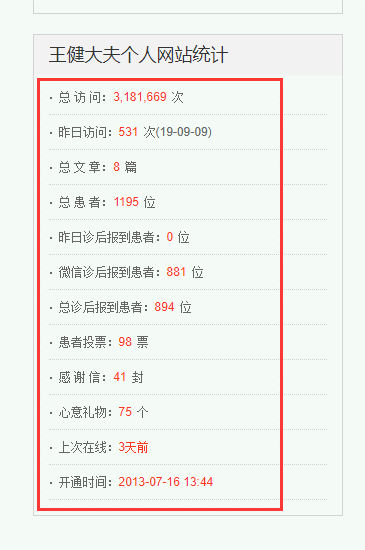 王健大夫个人网站统计
· 总 访 问：3,181,669 次
· 昨日访问：531 次(19-09-09)
· 总 文 章：8 篇
· 总 患 者：1195 位
· 昨日诊后报到患者：0 位
· 微信诊后报到患者：881 位
· 总诊后报到患者：894 位
· 患者投票：98 票
· 感 谢 信：41 封
· 心意礼物：75 个
· 上次在线：3天前
· 开通时间：2013-07-16 13:44